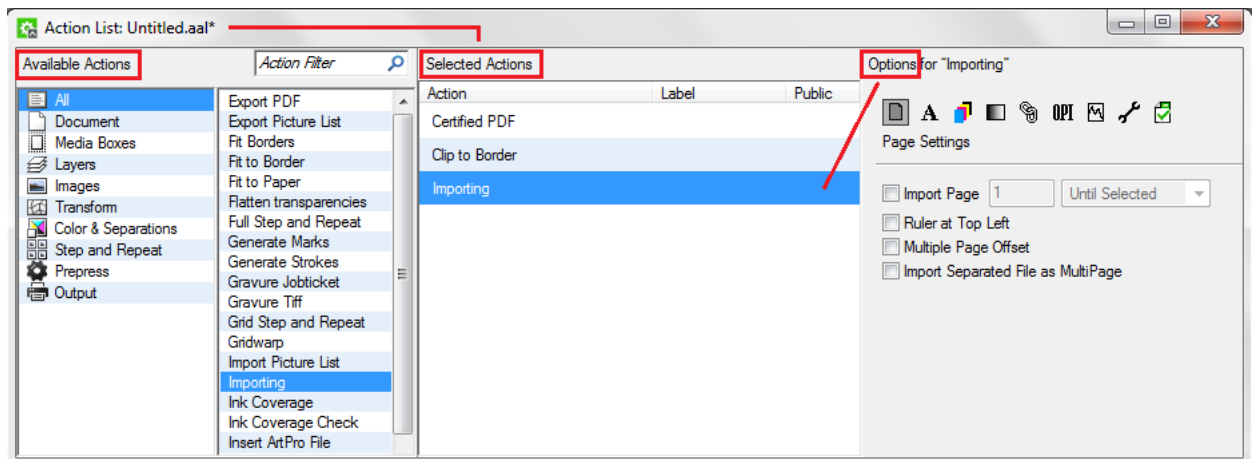 Action List: Untitled.aal*
Available Actions
Action Filter
All
Document
Media Boxes
Layers
Images
Transform
Color & Separations
Step and Repeat
Prepress
Output
Export PDF
Export Picture List
Fit Borders
Fit to Border
Fit to Paper
Flatten transparencies
Full Step and Repeat
Generate Marks
Generate Strokes
Gravure Jobticket
Gravure Tiff
Grid Step and Repeat
Gridwarp
Import Picture List
Importing
Ink Coverage
Ink Coverage Check
Insert ArtPro File
Selected Actions
Action Label Public
Certified PDF
Clip to Border
Importing
Options for "Importing"
A OPI
Page Settings
Import Page 1 Until Selected
Ruler at Top Left
Multiple Page Offset
Import Separated File as MultiPage